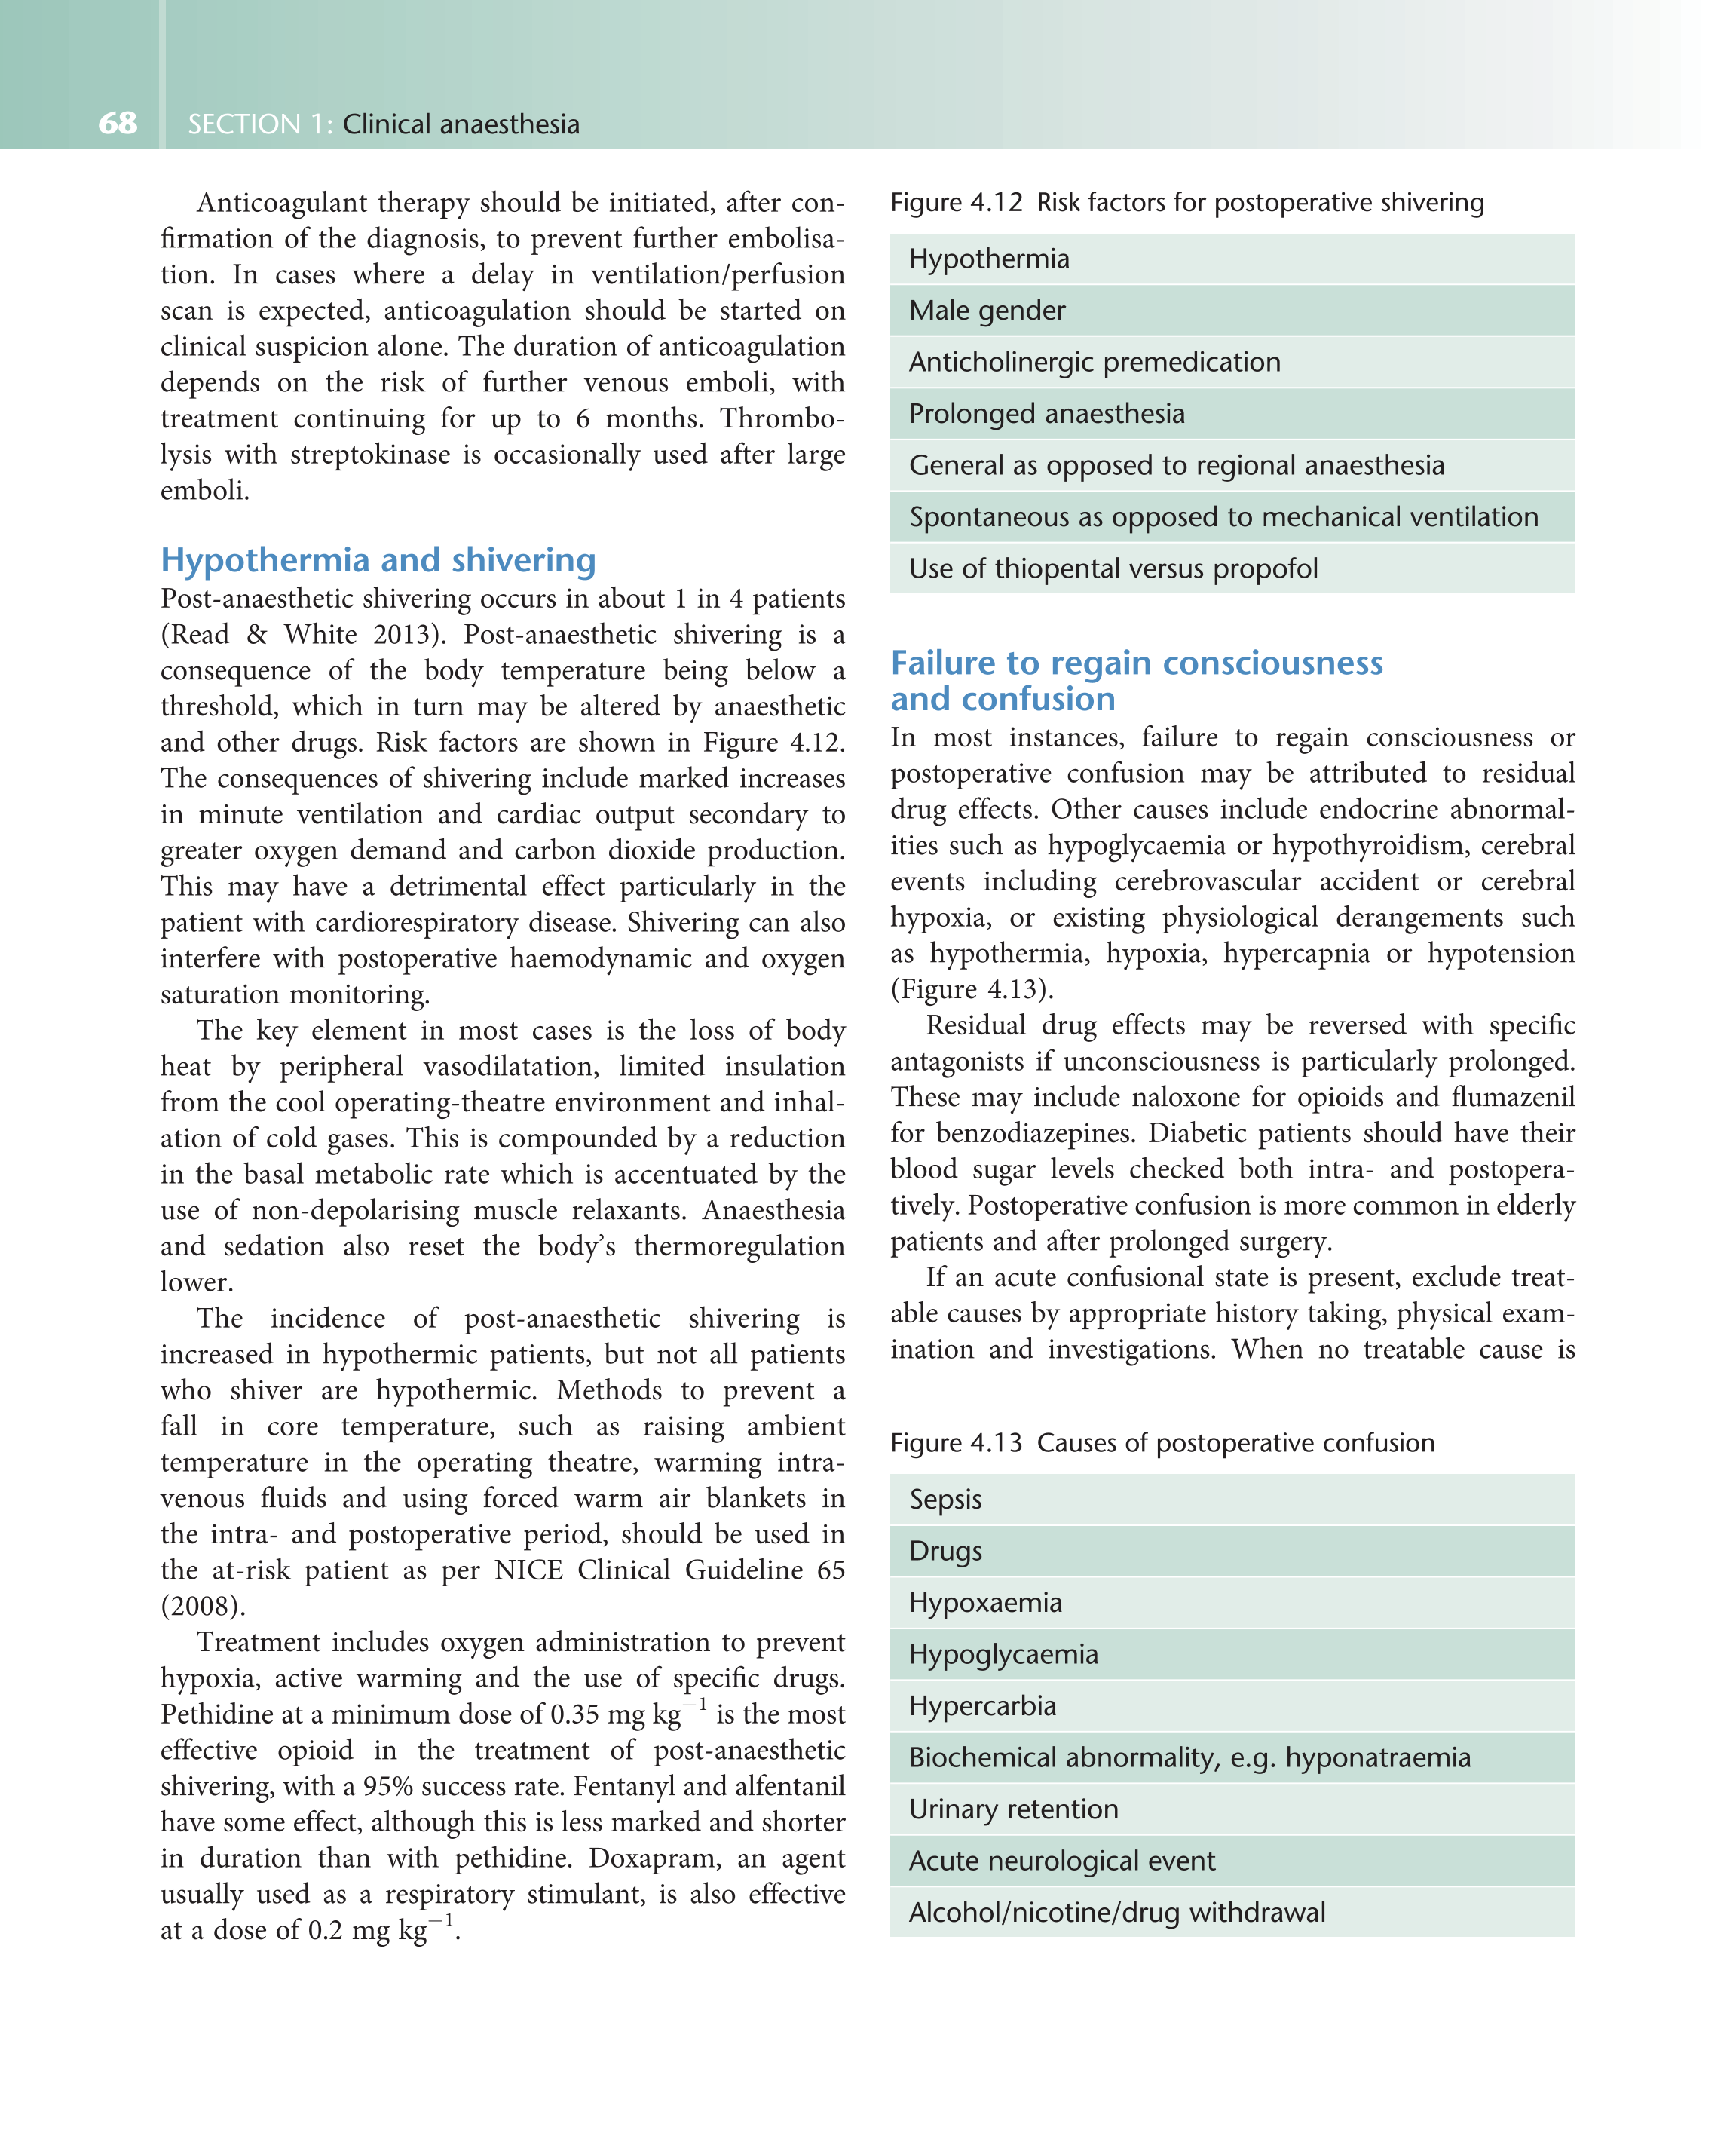 68 SECTION 1: Clinical anaesthesia
Anticoagulant therapy should be initiated, after con-
firmation of the diagnosis, to prevent further embolisa-
tion. In cases where a delay in ventilation/perfusion
scan is expected, anticoagulation should be started on
clinical suspicion alone. The duration of anticoagulation
depends on the risk of further venous emboli, with
treatment continuing for up to 6 months. Thrombo-
lysis with streptokinase is occasionally used after large
emboli.
Hypothermia and shivering
Post-anaesthetic shivering occurs in about 1 in 4 patients
(Read & White 2013). Post-anaesthetic shivering is a
consequence of the body temperature being below a
threshold, which in turn may be altered by anaesthetic
and other drugs. Risk factors are shown in Figure 4.12.
The consequences of shivering include marked increases
in minute ventilation and cardiac output secondary to
greater oxygen demand and carbon dioxide production.
This may have a detrimental effect particularly in the
patient with cardiorespiratory disease. Shivering can also
interfere with postoperative haemodynamic and oxygen
saturation monitoring.
The key element in most cases is the loss of body
heat by peripheral vasodilatation, limited insulation
from the cool operating-theatre environment and inhal-
ation of cold gases. This is compounded by a reduction
in the basal metabolic rate which is accentuated by the
use of non-depolarising muscle relaxants. Anaesthesia
and sedation also reset the body's thermoregulation
lower.
The incidence of post-anaesthetic shivering is
increased in hypothermic patients, but not all patients
who shiver are hypothermic. Methods to prevent a
fall in core temperature, such as raising ambient
temperature in the operating theatre, warming intra-
venous fluids and using forced warm air blankets in
the intra- and postoperative period, should be used in
the at-risk patient as per NICE Clinical Guideline 65
(2008).
Treatment includes oxygen administration to prevent
hypoxia, active warming and the use of specific drugs.
Pethidine at a minimum dose of 0.35 mg kg⁻¹ is the most
effective opioid in the treatment of post-anaesthetic
shivering, with a 95% success rate. Fentanyl and alfentanil
have some effect, although this is less marked and shorter
in duration than with pethidine. Doxapram, an agent
usually used as a respiratory stimulant, is also effective
at a dose of 0.2 mg kg⁻¹.
Figure 4.12 Risk factors for postoperative shivering
Hypothermia
Male gender
Anticholinergic premedication
Prolonged anaesthesia
General as opposed to regional anaesthesia
Spontaneous as opposed to mechanical ventilation
Use of thiopental versus propofol
Failure to regain consciousness
and confusion
In most instances, failure to regain consciousness or
postoperative confusion may be attributed to residual
drug effects. Other causes include endocrine abnormal-
ities such as hypoglycaemia or hypothyroidism, cerebral
events including cerebrovascular accident or cerebral
hypoxia, or existing physiological derangements such
as hypothermia, hypoxia, hypercapnia or hypotension
(Figure 4.13).
Residual drug effects may be reversed with specific
antagonists if unconsciousness is particularly prolonged.
These may include naloxone for opioids and flumazenil
for benzodiazepines. Diabetic patients should have their
blood sugar levels checked both intra- and postopera-
tively. Postoperative confusion is more common in elderly
patients and after prolonged surgery.
If an acute confusional state is present, exclude treat-
able causes by appropriate history taking, physical exam-
ination and investigations. When no treatable cause is
Figure 4.13 Causes of postoperative confusion
Sepsis
Drugs
Hypoxaemia
Hypoglycaemia
Hypercarbia
Biochemical abnormality, e.g. hyponatraemia
Urinary retention
Acute neurological event
Alcohol/nicotine/drug withdrawal